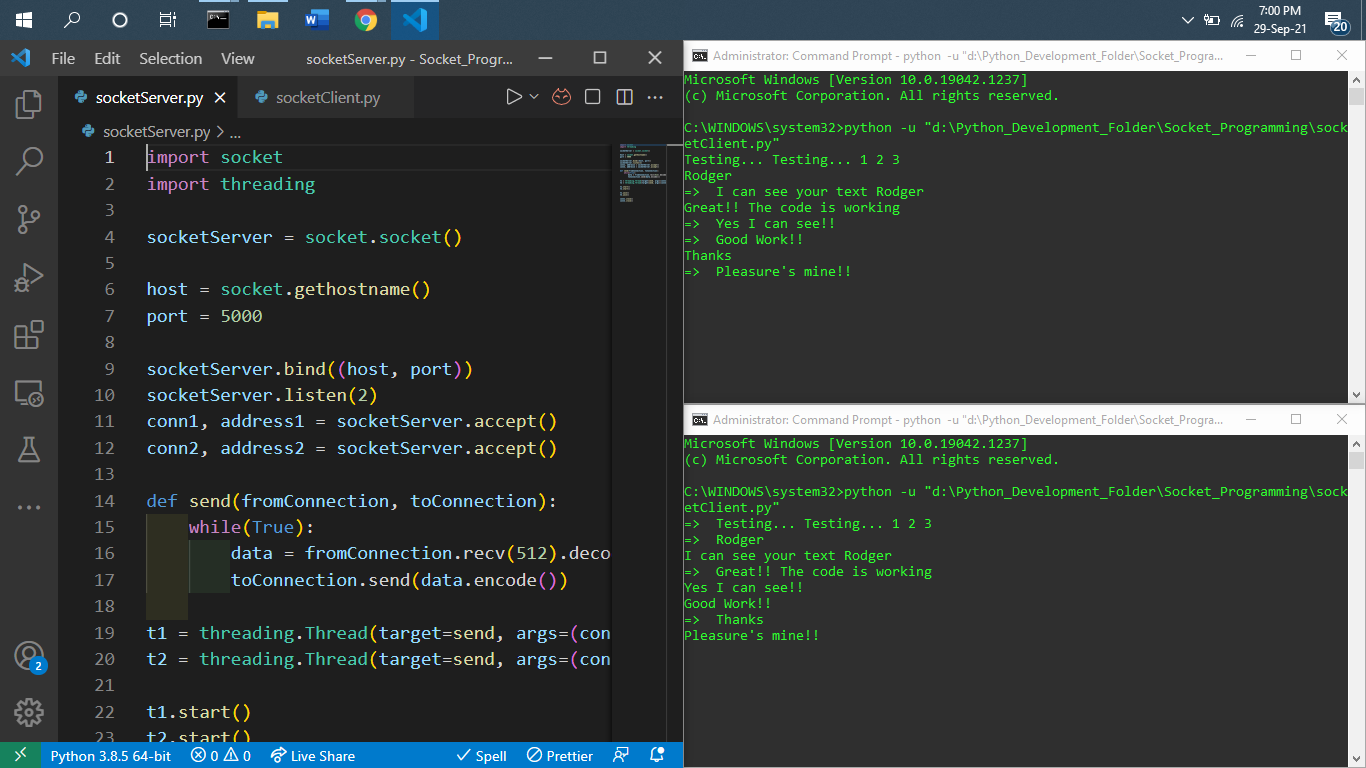 7:00 PM
29-Sep-21
20
File Edit Selection View socketServer.py - Socket_Progr...
socketServer.py socketClient.py
socketServer.py > ...
1 import socket
2 import threading
3
4 socketServer = socket.socket()
5
6 host = socket.gethostname()
7 port = 5000
8
9 socketServer.bind((host, port))
10 socketServer.listen(2)
11 conn1, address1 = socketServer.accept()
12 conn2, address2 = socketServer.accept()
13
14 def send(fromConnection, toConnection):
15 while(True):
16 data = fromConnection.recv(512).deco
17 toConnection.send(data.encode())
18
19 t1 = threading.Thread(target=send, args=(con
20 t2 = threading.Thread(target=send, args=(con
21
22 t1.start()
23 t2.start()
2
Python 3.8.5 64-bit 0 0 Live Share Spell Prettier
Administrator: Command Prompt - python -u "d:\Python_Development_Folder\Socket_Progra...
Microsoft Windows [Version 10.0.19042.1237]
(c) Microsoft Corporation. All rights reserved.
C:\WINDOWS\system32>python -u "d:\Python_Development_Folder\Socket_Programming\sock
etClient.py"
Testing... Testing... 1 2 3
Rodger
=> I can see your text Rodger
Great!! The code is working
=> Yes I can see!!
=> Good Work!!
Thanks
=> Pleasure's mine!!
Administrator: Command Prompt - python -u "d:\Python_Development_Folder\Socket_Progra...
Microsoft Windows [Version 10.0.19042.1237]
(c) Microsoft Corporation. All rights reserved.
C:\WINDOWS\system32>python -u "d:\Python_Development_Folder\Socket_Programming\sock
etClient.py"
=> Testing... Testing... 1 2 3
=> Rodger
I can see your text Rodger
=> Great!! The code is working
Yes I can see!!
Good Work!!
=> Thanks
Pleasure's mine!!